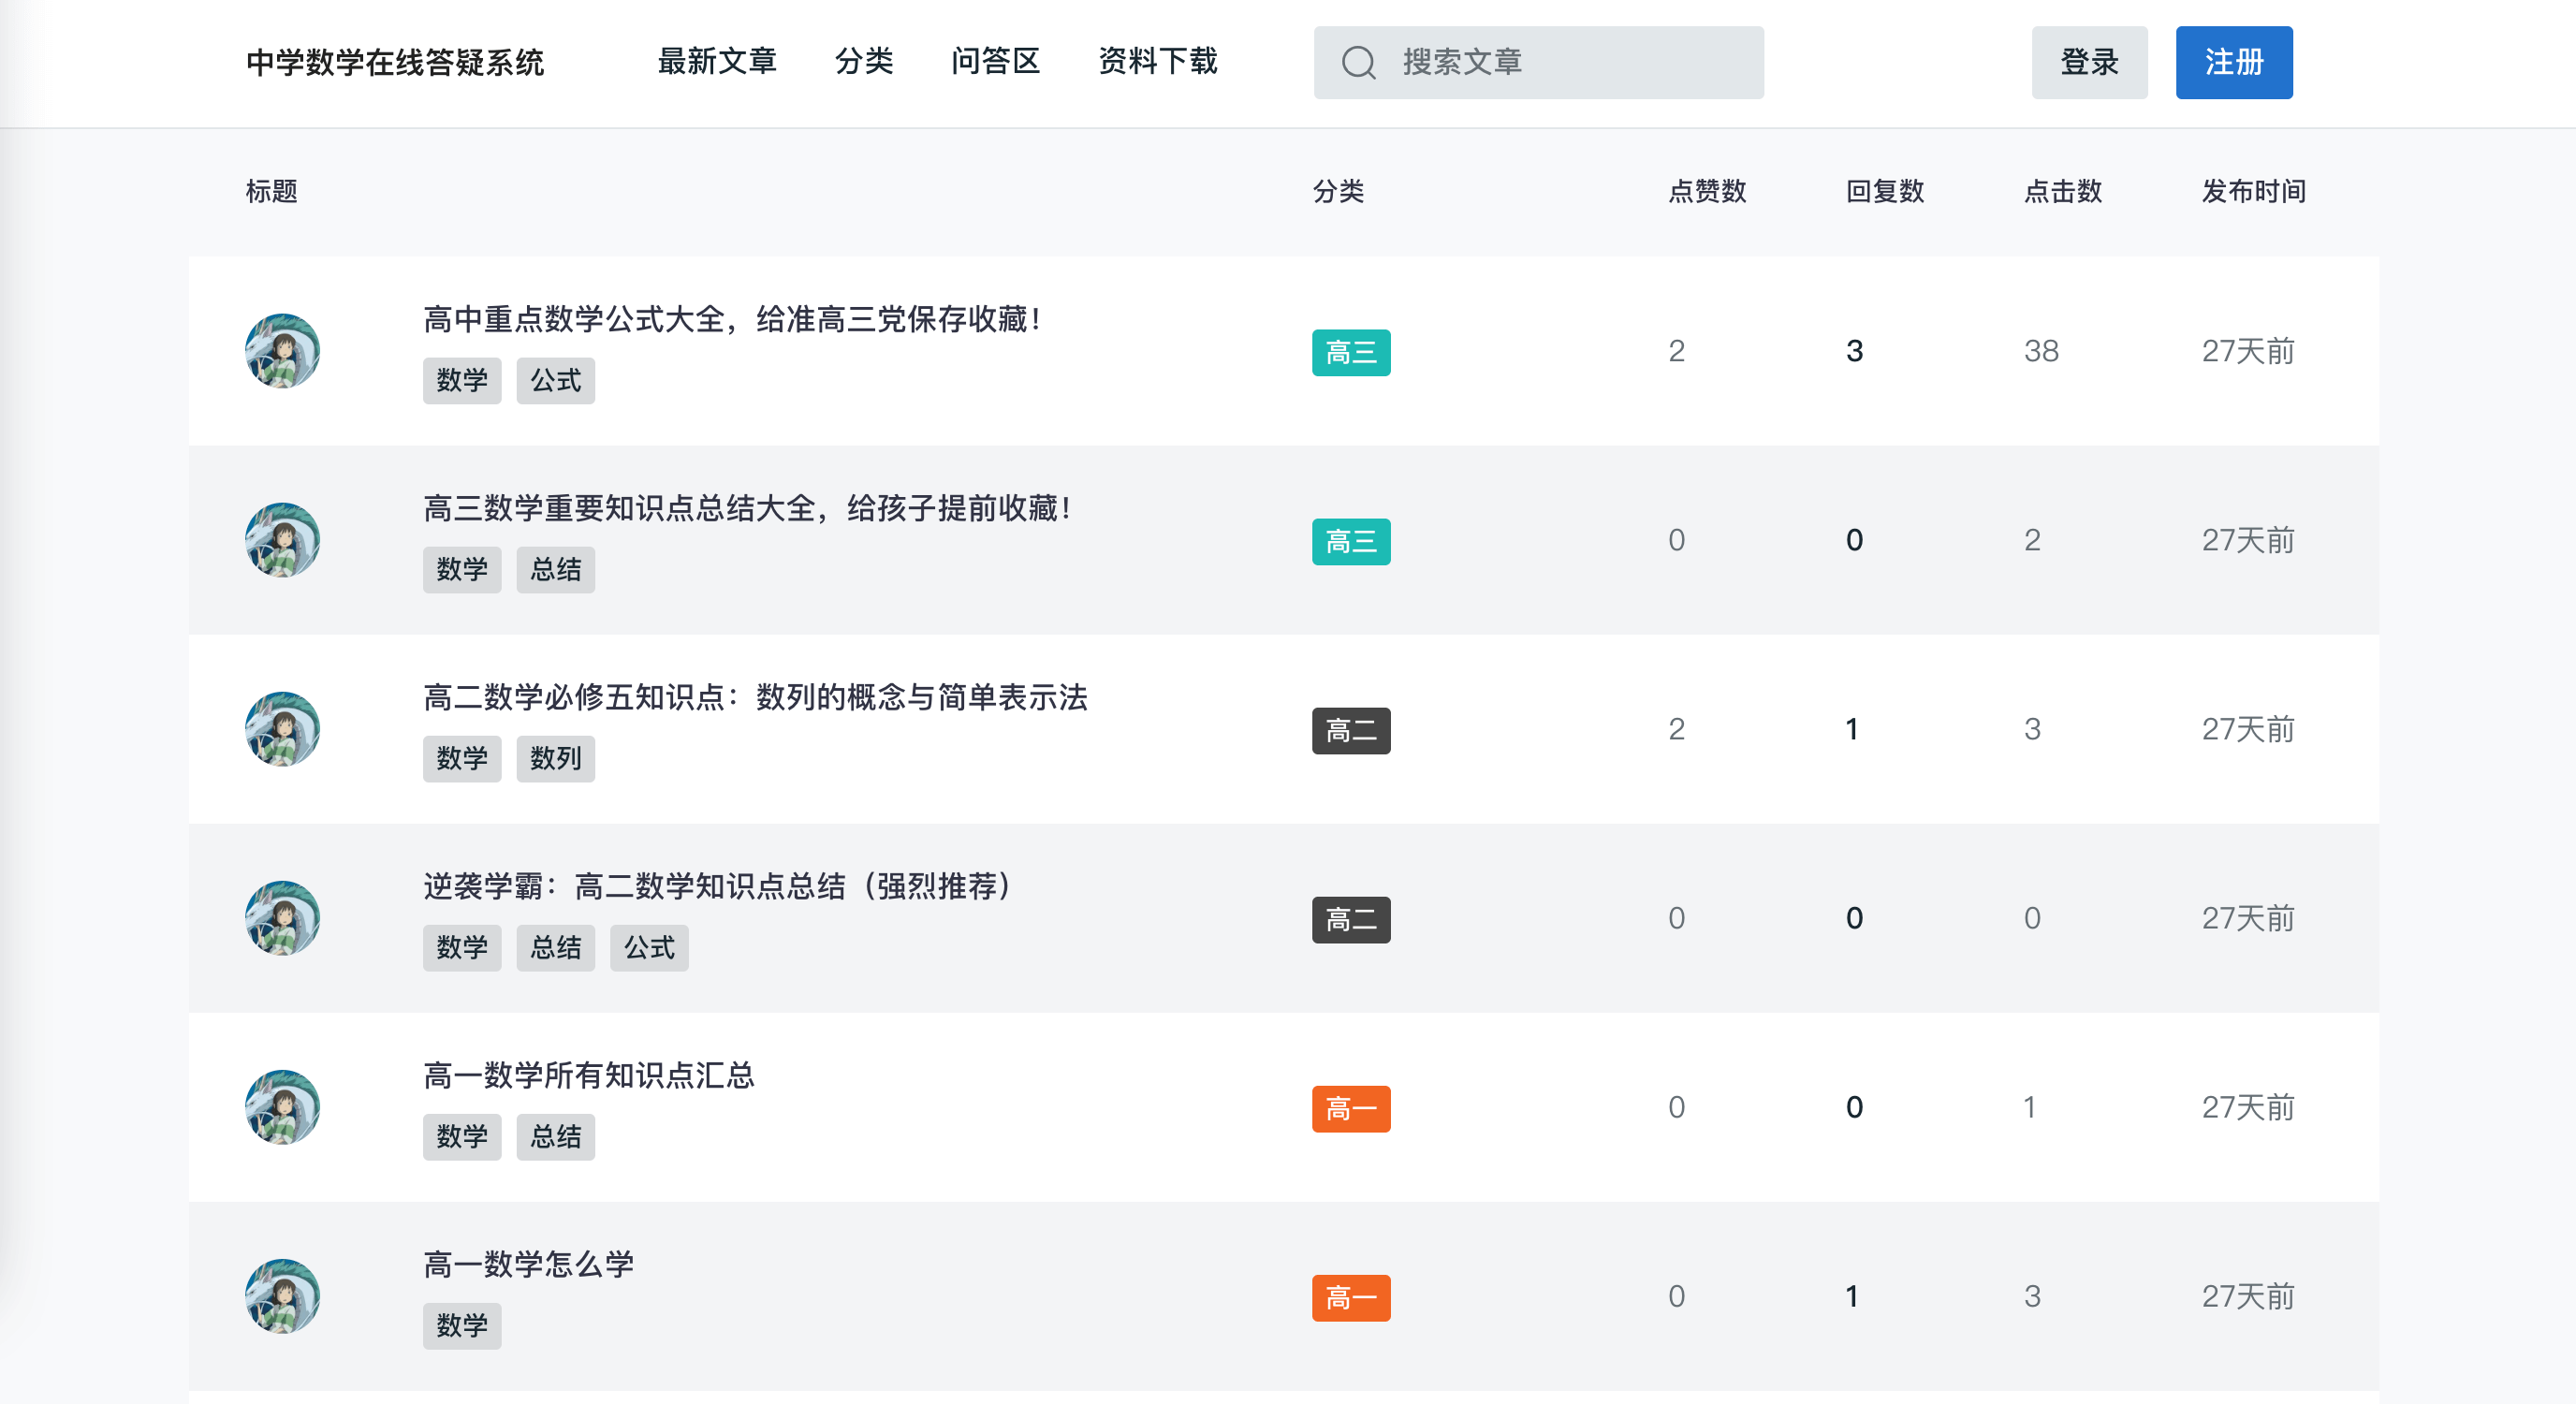 中学数学在线答疑系统 最新文章 分类 问答区 资料下载 搜索文章 登录 注册
标题 分类 点赞数 回复数 点击数 发布时间
高中重点数学公式大全，给准高三党保存收藏！
数学 公式
高三 2 3 38 27天前
高三数学重要知识点总结大全，给孩子提前收藏！
数学 总结
高三 0 0 2 27天前
高二数学必修五知识点：数列的概念与简单表示法
数学 数列
高二 2 1 3 27天前
逆袭学霸：高二数学知识点总结（强烈推荐）
数学 总结 公式
高二 0 0 0 27天前
高一数学所有知识点汇总
数学 总结
高一 0 0 1 27天前
高一数学怎么学
数学
高一 0 1 3 27天前